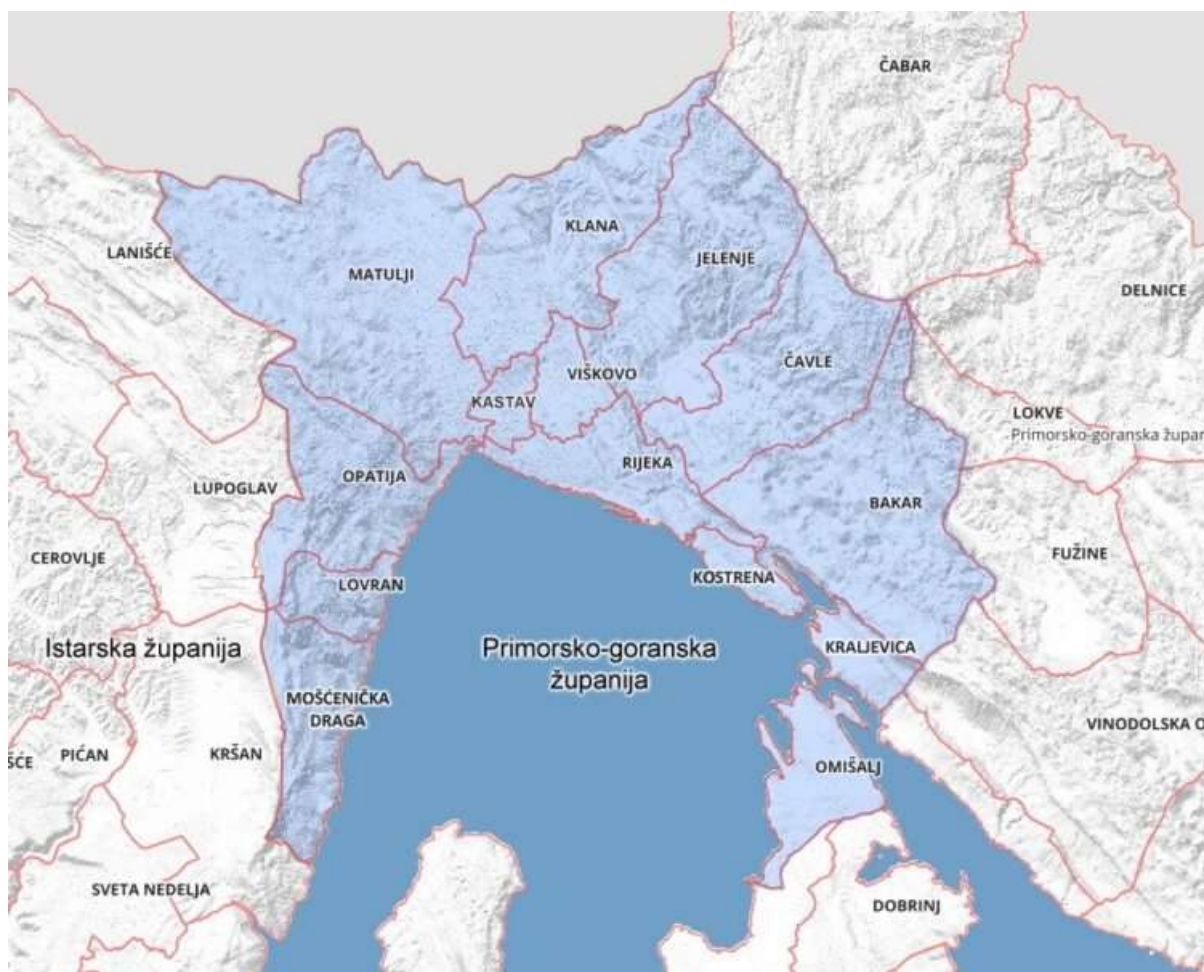 ČABAR
KLANA
LANIŠĆE
JELENJE
MATULJI
DELNICE
ČAVLE
VIŠKOVO
KASTAV
LOKVE
Primorsko-goranska župan
RIJEKA
OPATIJA
LUPOGLAV
BAKAR
FUŽINE
CEROVLJE
KOSTRENA
LOVRAN
Istarska županija
Primorsko-goranska
županija
KRALJEVICA
MOŠĆENIČKA
DRAGA
VINODOLSKA O
ŠĆE
PIĆAN
KRŠAN
OMIŠALJ
SVETA NEDELJA
DOBRINJ